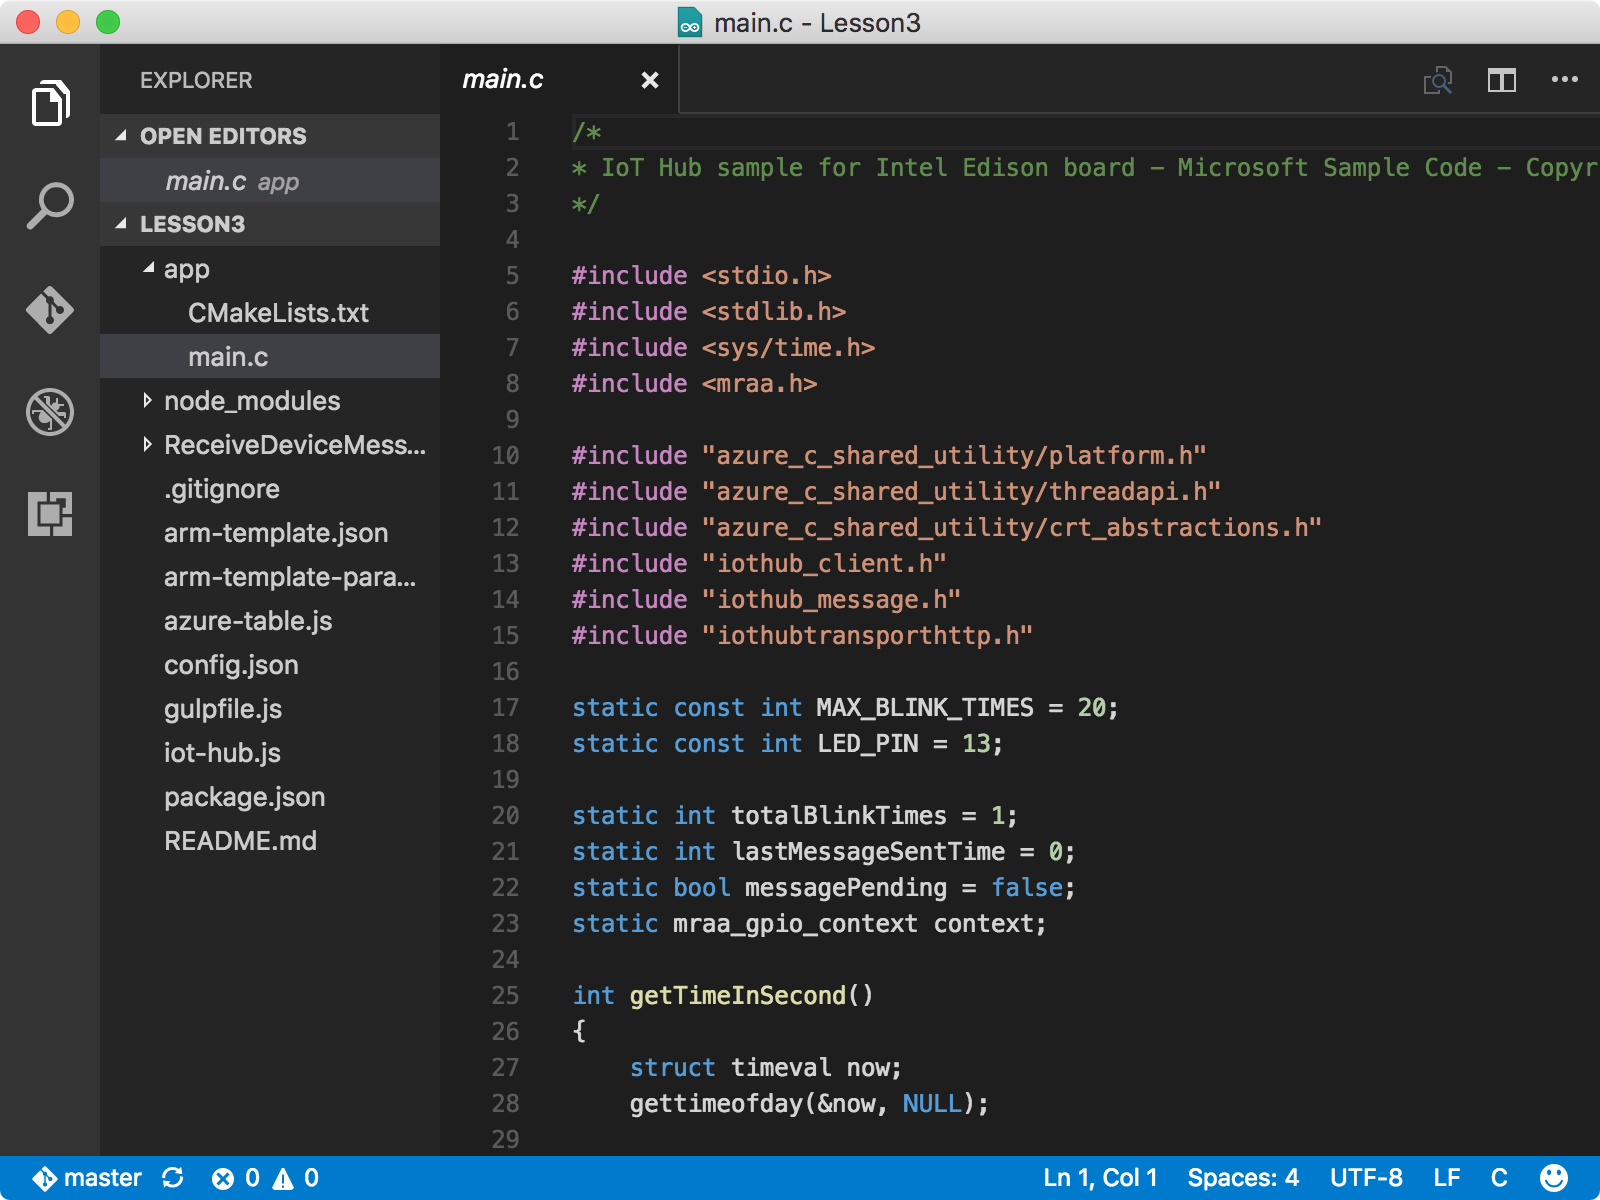 main.c - Lesson3
EXPLORER
OPEN EDITORS
main.c app
LESSON3
app
CMakeLists.txt
main.c
node_modules
ReceiveDeviceMess...
.gitignore
arm-template.json
arm-template-para...
azure-table.js
config.json
gulpfile.js
iot-hub.js
package.json
README.md
main.c
1 /*
2 * IoT Hub sample for Intel Edison board - Microsoft Sample Code - Copyr
3 */
4
5 #include <stdio.h>
6 #include <stdlib.h>
7 #include <sys/time.h>
8 #include <mraa.h>
9
10 #include "azure_c_shared_utility/platform.h"
11 #include "azure_c_shared_utility/threadapi.h"
12 #include "azure_c_shared_utility/crt_abstractions.h"
13 #include "iothub_client.h"
14 #include "iothub_message.h"
15 #include "iothubtransporthttp.h"
16
17 static const int MAX_BLINK_TIMES = 20;
18 static const int LED_PIN = 13;
19
20 static int totalBlinkTimes = 1;
21 static int lastMessageSentTime = 0;
22 static bool messagePending = false;
23 static mraa_gpio_context context;
24
25 int getTimeInSecond()
26 {
27     struct timeval now;
28     gettimeofday(&now, NULL);
29
master 0 0 Ln 1, Col 1 Spaces: 4 UTF-8 LF C